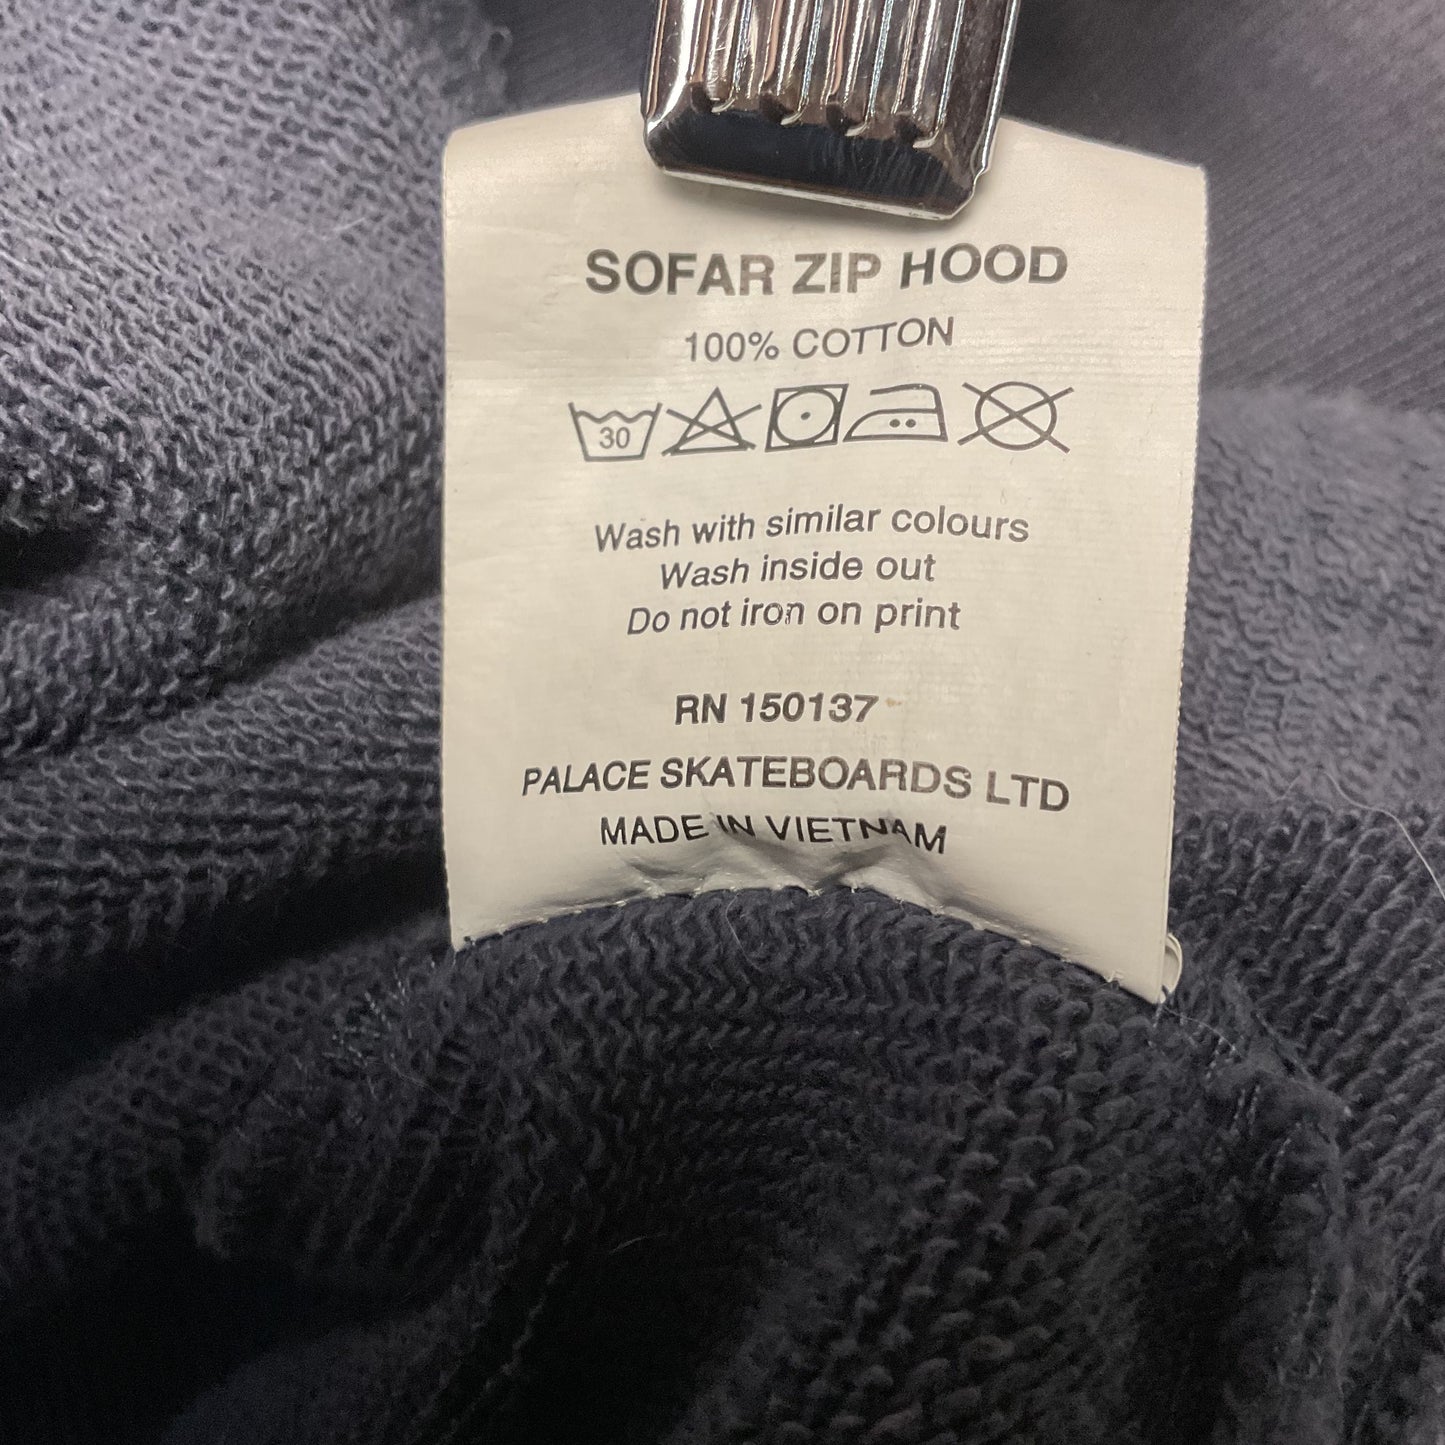 SOFAR ZIP HOOD
100% COTTON
30
Wash with similar colours
Wash inside out
Do not iron on print
RN 150137
PALACE SKATEBOARDS LTD
MADE IN VIETNAM